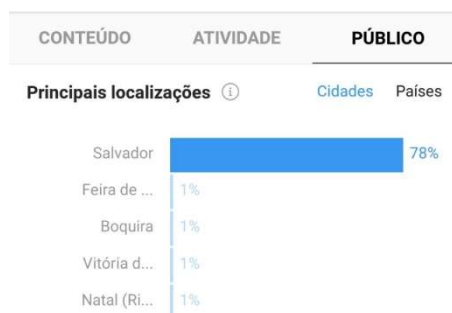 CONTEÚDO ATIVIDADE PÚBLICO
Principais localizações Cidades Países
Salvador 78%
Feira de ... 1%
Boquira 1%
Vitória d... 1%
Natal (Ri... 1%